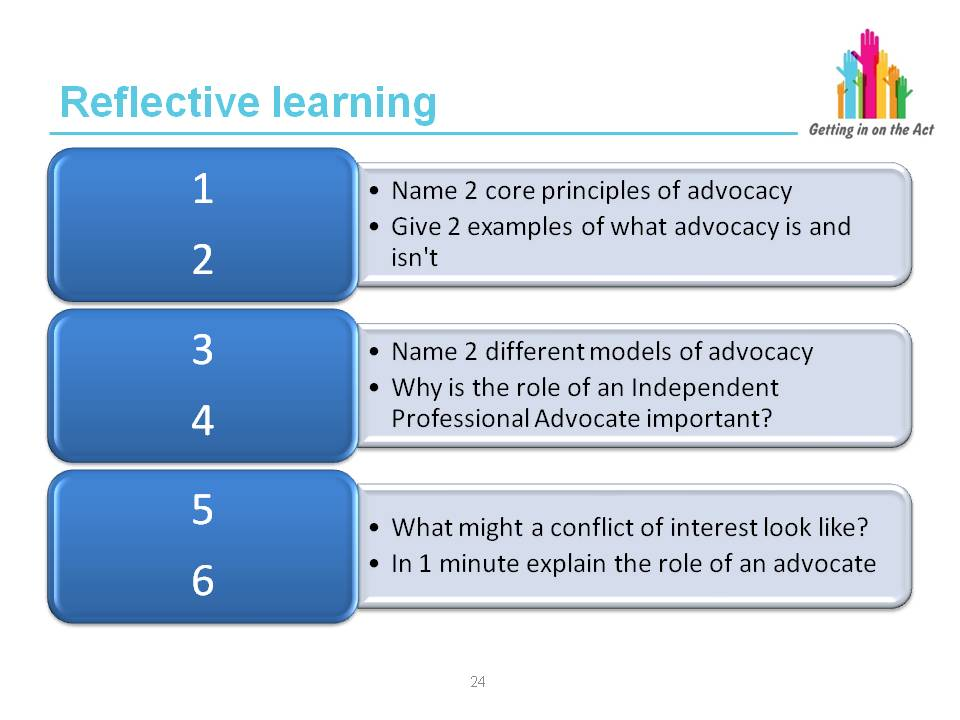 Reflective learning
Getting in on the Act
1
2
• Name 2 core principles of advocacy
• Give 2 examples of what advocacy is and
isn't
3
4
• Name 2 different models of advocacy
• Why is the role of an Independent
Professional Advocate important?
5
6
• What might a conflict of interest look like?
• In 1 minute explain the role of an advocate
24